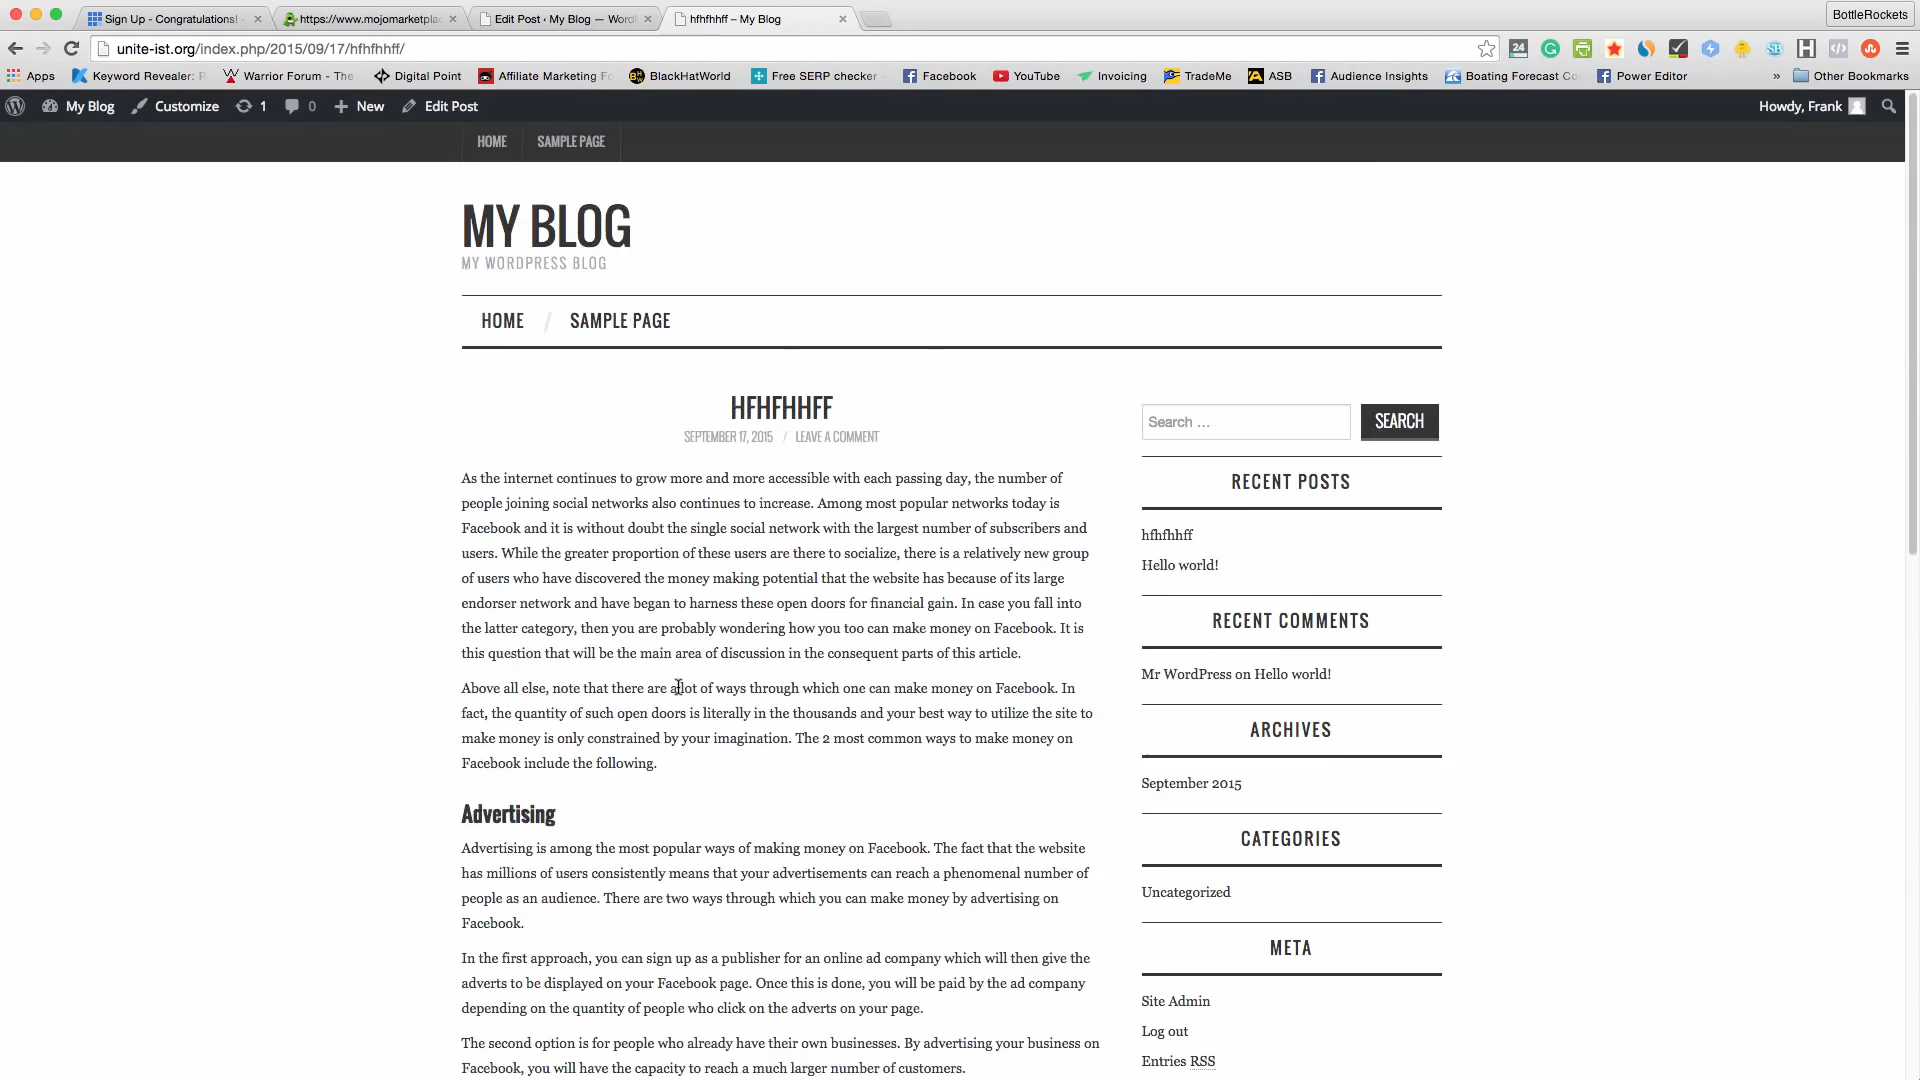 Sign Up - Congratulations!
https://www.mojomarketpla
Edit Post ‹ My Blog — Word
hfhfhhff – My Blog
BottleRockets
unite-ist.org/index.php/2015/09/17/hfhfhhff/
24
Apps
Keyword Revealer:
Warrior Forum - The
Digital Point
Affiliate Marketing Fo
BlackHatWorld
Free SERP checker -
Facebook
YouTube
Invoicing
TradeMe
ASB
Audience Insights
Boating Forecast Co
Power Editor
»
Other Bookmarks
My Blog
Customize
1
0
New
Edit Post
Howdy, Frank
HOME
SAMPLE PAGE
MY BLOG
MY WORDPRESS BLOG
HOME / SAMPLE PAGE
HFHFHHFF
SEPTEMBER 17, 2015 / LEAVE A COMMENT
As the internet continues to grow more and more accessible with each passing day, the number of
people joining social networks also continues to increase. Among most popular networks today is
Facebook and it is without doubt the single social network with the largest number of subscribers and
users. While the greater proportion of these users are there to socialize, there is a relatively new group
of users who have discovered the money making potential that the website has because of its large
endorser network and have began to harness these open doors for financial gain. In case you fall into
the latter category, then you are probably wondering how you too can make money on Facebook. It is
this question that will be the main area of discussion in the consequent parts of this article.
Above all else, note that there are a lot of ways through which one can make money on Facebook. In
fact, the quantity of such open doors is literally in the thousands and your best way to utilize the site to
make money is only constrained by your imagination. The 2 most common ways to make money on
Facebook include the following.
Advertising
Advertising is among the most popular ways of making money on Facebook. The fact that the website
has millions of users consistently means that your advertisements can reach a phenomenal number of
people as an audience. There are two ways through which you can make money by advertising on
Facebook.
In the first approach, you can sign up as a publisher for an online ad company which will then give the
adverts to be displayed on your Facebook page. Once this is done, you will be paid by the ad company
depending on the quantity of people who click on the adverts on your page.
The second option is for people who already have their own businesses. By advertising your business on
Facebook, you will have the capacity to reach a much larger number of customers.
Search …
SEARCH
RECENT POSTS
hfhfhhff
Hello world!
RECENT COMMENTS
Mr WordPress on Hello world!
ARCHIVES
September 2015
CATEGORIES
Uncategorized
META
Site Admin
Log out
Entries RSS